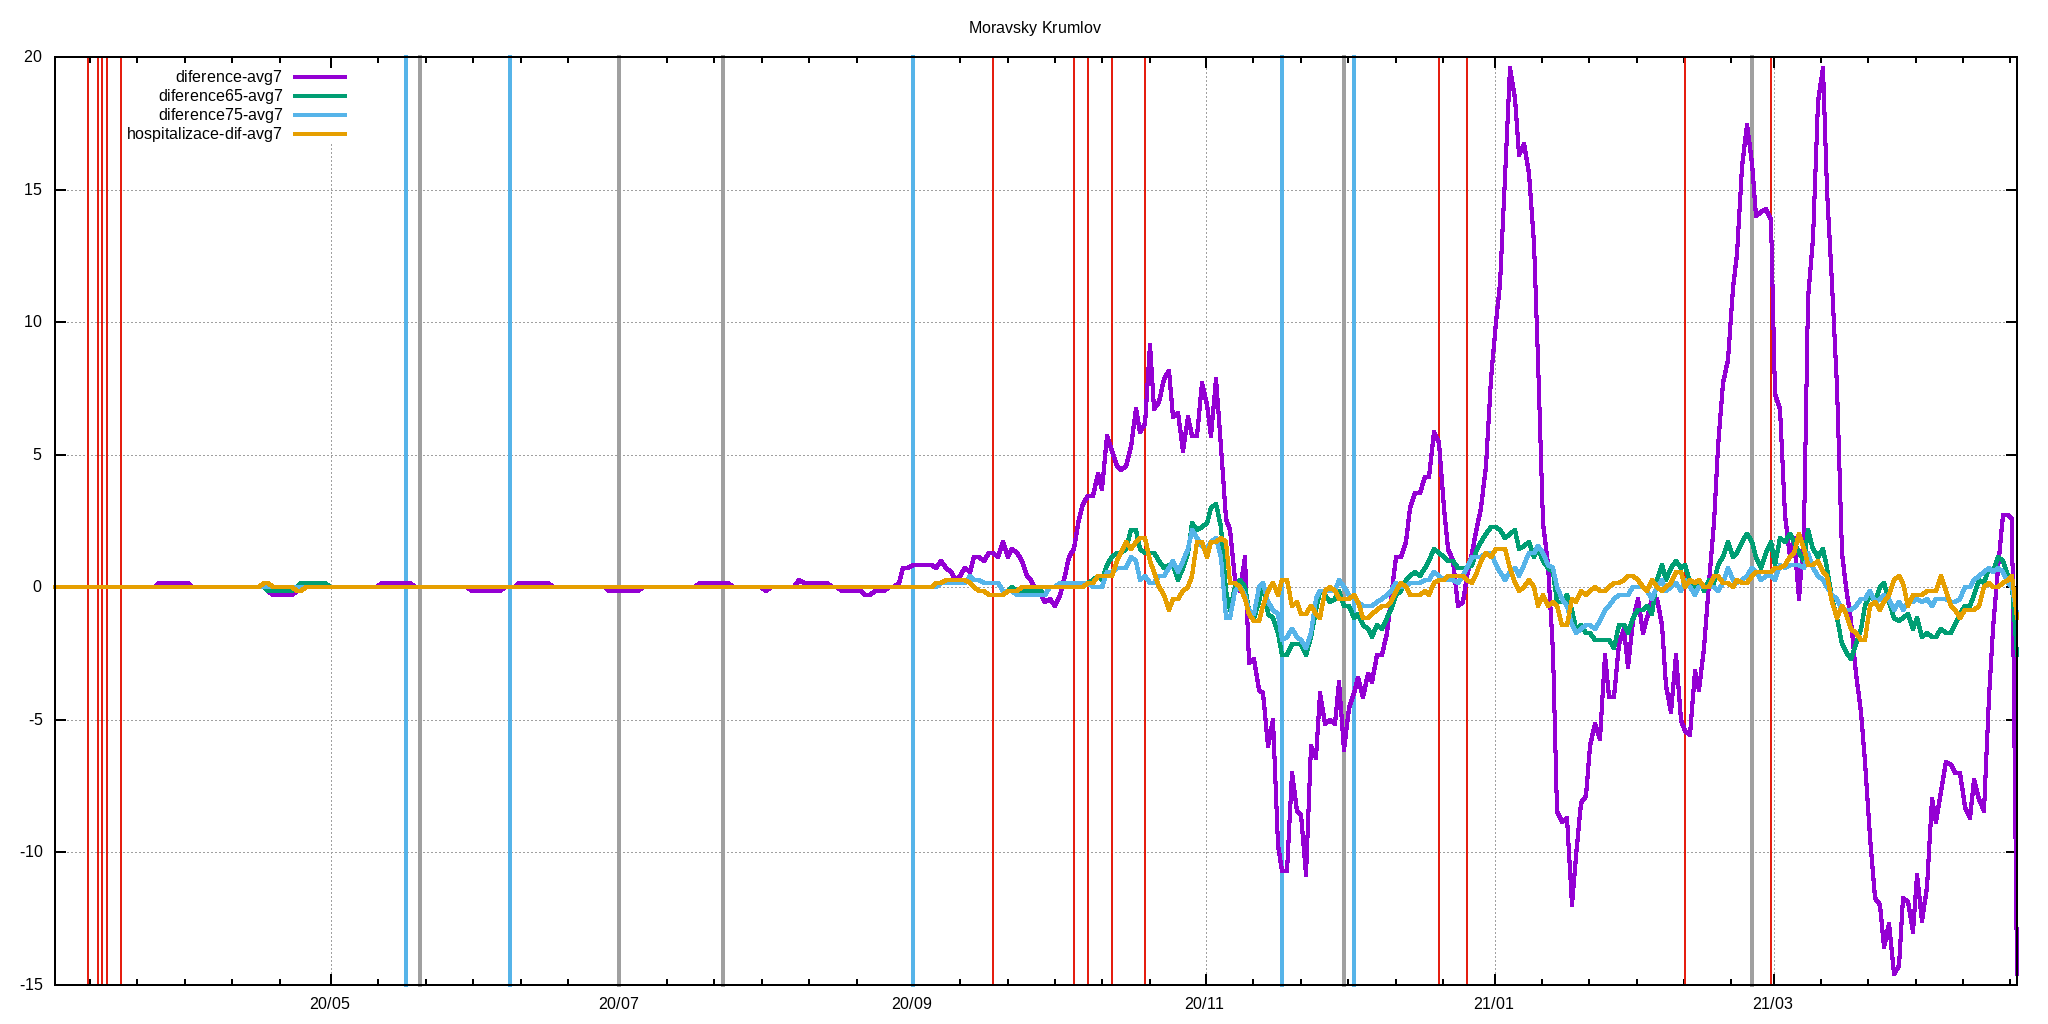 Moravsky Krumlov
diference-avg7
diference65-avg7
diference75-avg7
hospitalizace-dif-avg7
20
15
10
5
0
-5
-10
-15
20/05 20/07 20/09 20/11 21/01 21/03